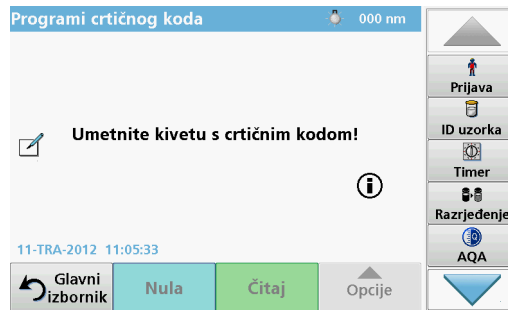 Programi crtičnog koda 000 nm
Prijava
ID uzorka
Umetnite kivetu s crtičnim kodom!
Timer
Razrjeđenje
AQA
11-TRA-2012 11:05:33
Glavni
izbornik
Nula
Čitaj
Opcije